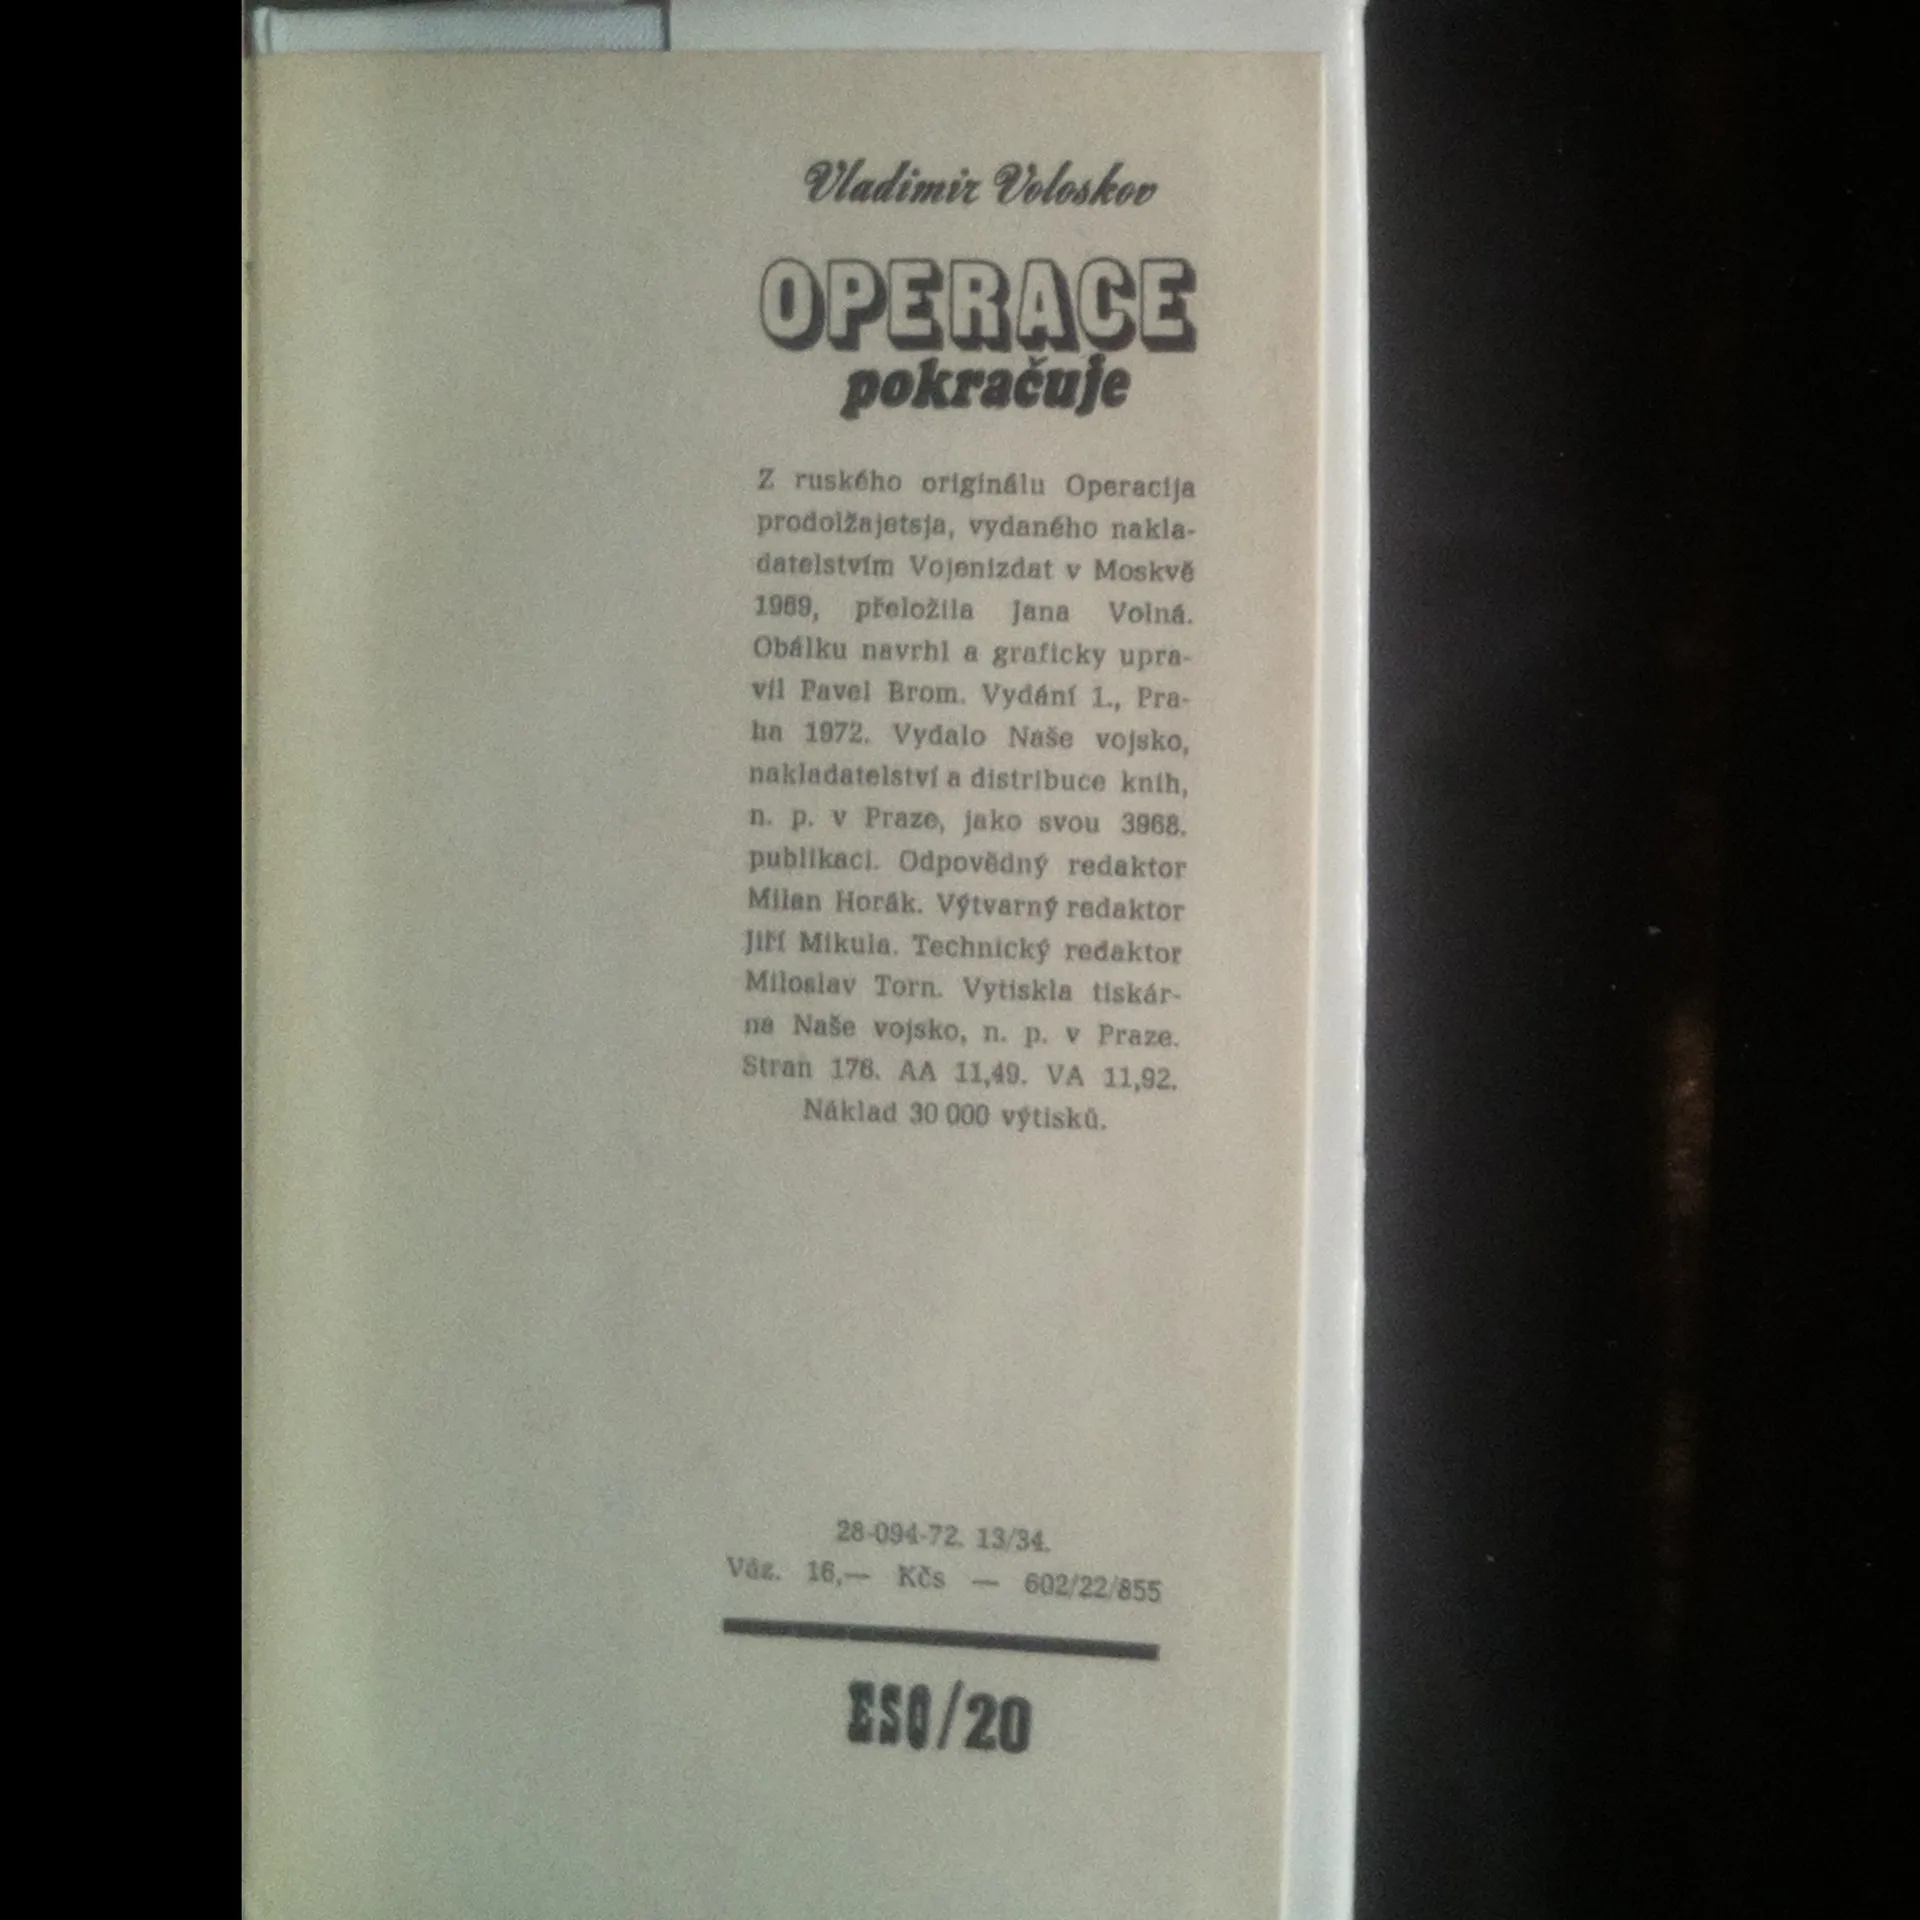 Vladimir Voloskov
OPERACE
pokračuje
Z ruského originálu Operacija
prodolžajetsja, vydaného nakla-
datelstvím Vojenizdat v Moskvě
1969, přeložila Jana Volná.
Obálku navrhl a graficky upra-
vil Pavel Brom. Vydání 1., Pra-
ha 1972. Vydalo Naše vojsko,
nakladatelství a distribuce knih,
n. p. v Praze, jako svou 3968.
publikaci. Odpovědný redaktor
Milan Horák. Výtvarný redaktor
Jiří Mikula. Technický redaktor
Miloslav Torn. Vytiskla tiskár-
na Naše vojsko, n. p. v Praze.
Stran 176. AA 11,49. VA 11,92.
Náklad 30 000 výtisků.
28-094-72. 13/34.
Váz. 16,— Kčs — 602/22/855
ESO/20